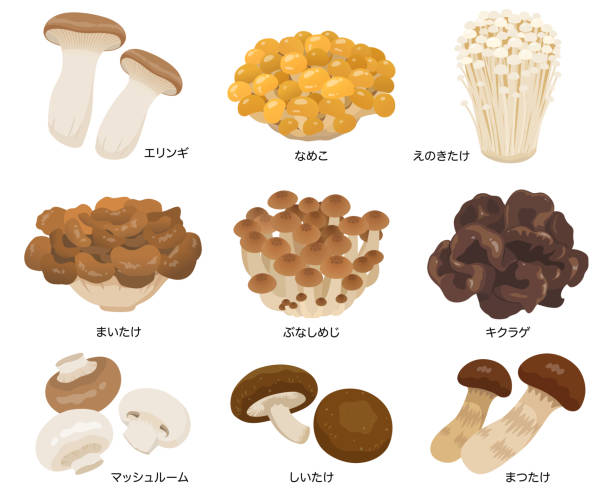 エリンギ
なめこ
えのきたけ
まいたけ
ぶなしめじ
キクラゲ
マッシュルーム
しいたけ
まつたけ